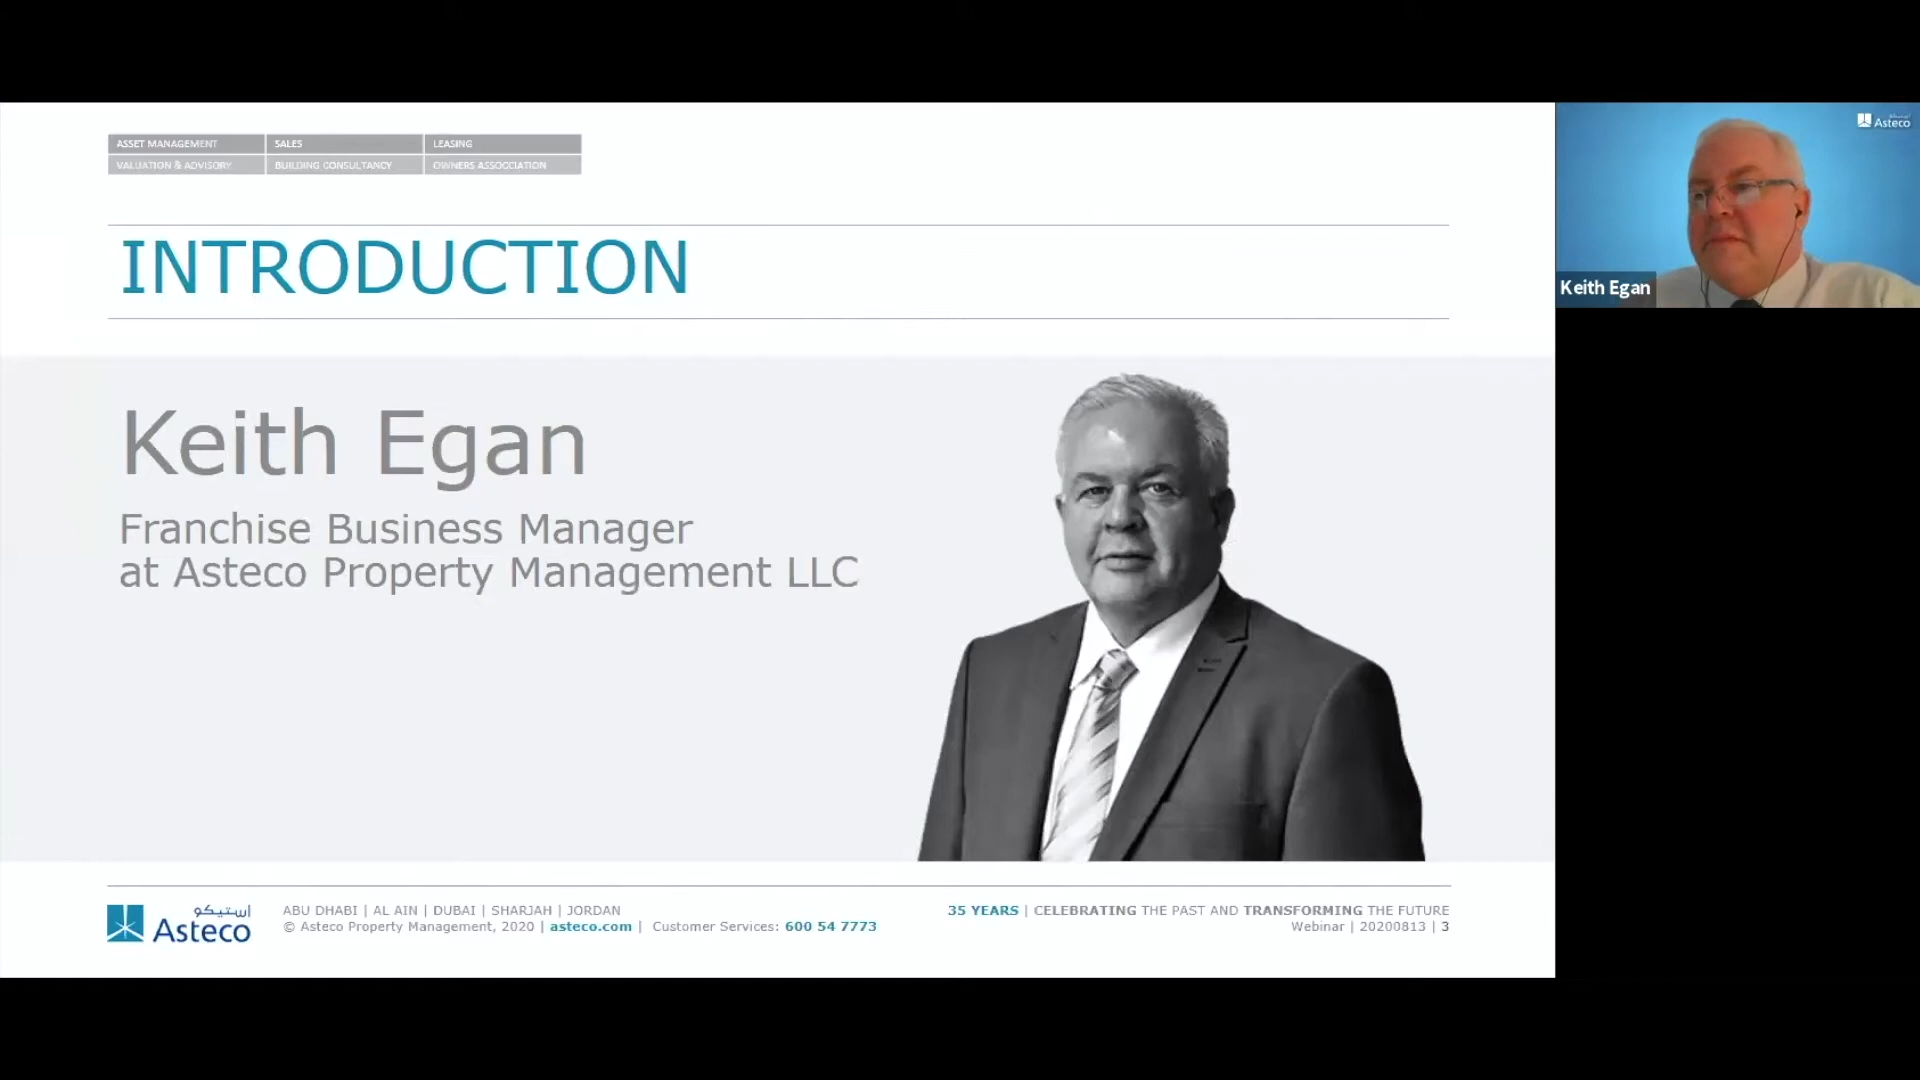 ASSET MANAGEMENT
SALES
LEASING
VALUATION & ADVISORY
BUILDING CONSULTANCY
OWNERS ASSOCCIATION
INTRODUCTION
Keith Egan
Franchise Business Manager
at Asteco Property Management LLC
استيكو
Asteco
ABU DHABI | AL AIN | DUBAI | SHARJAH | JORDAN
© Asteco Property Management, 2020 | asteco.com | Customer Services: 600 54 7773
35 YEARS | CELEBRATING THE PAST AND TRANSFORMING THE FUTURE
Webinar | 20200813 | 3
Asteco
Keith Egan